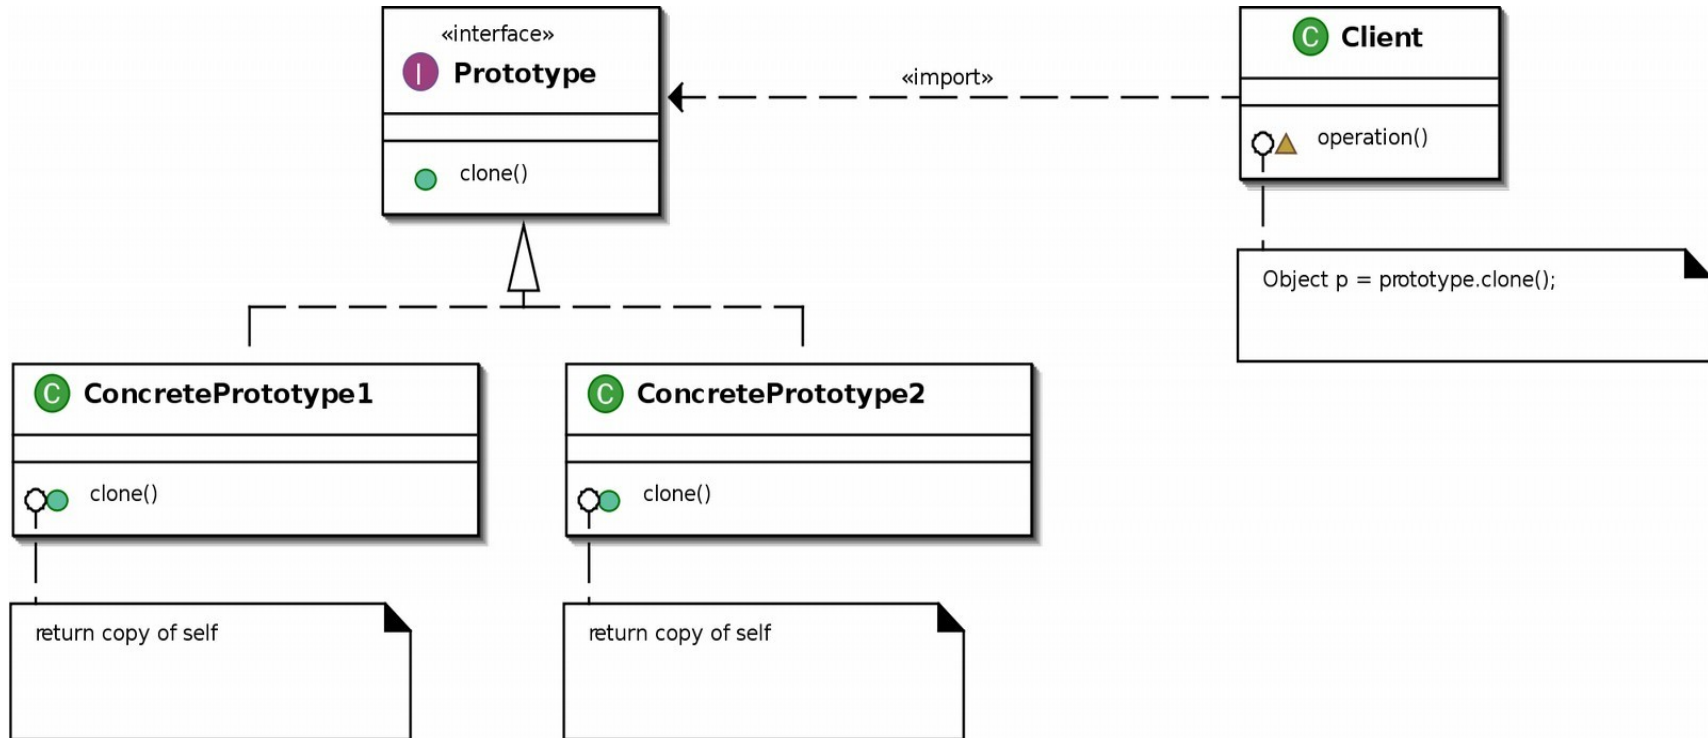 «interface»
I Prototype
clone()
«import»
C Client
operation()
Object p = prototype.clone();
C ConcretePrototype1
clone()
return copy of self
C ConcretePrototype2
clone()
return copy of self